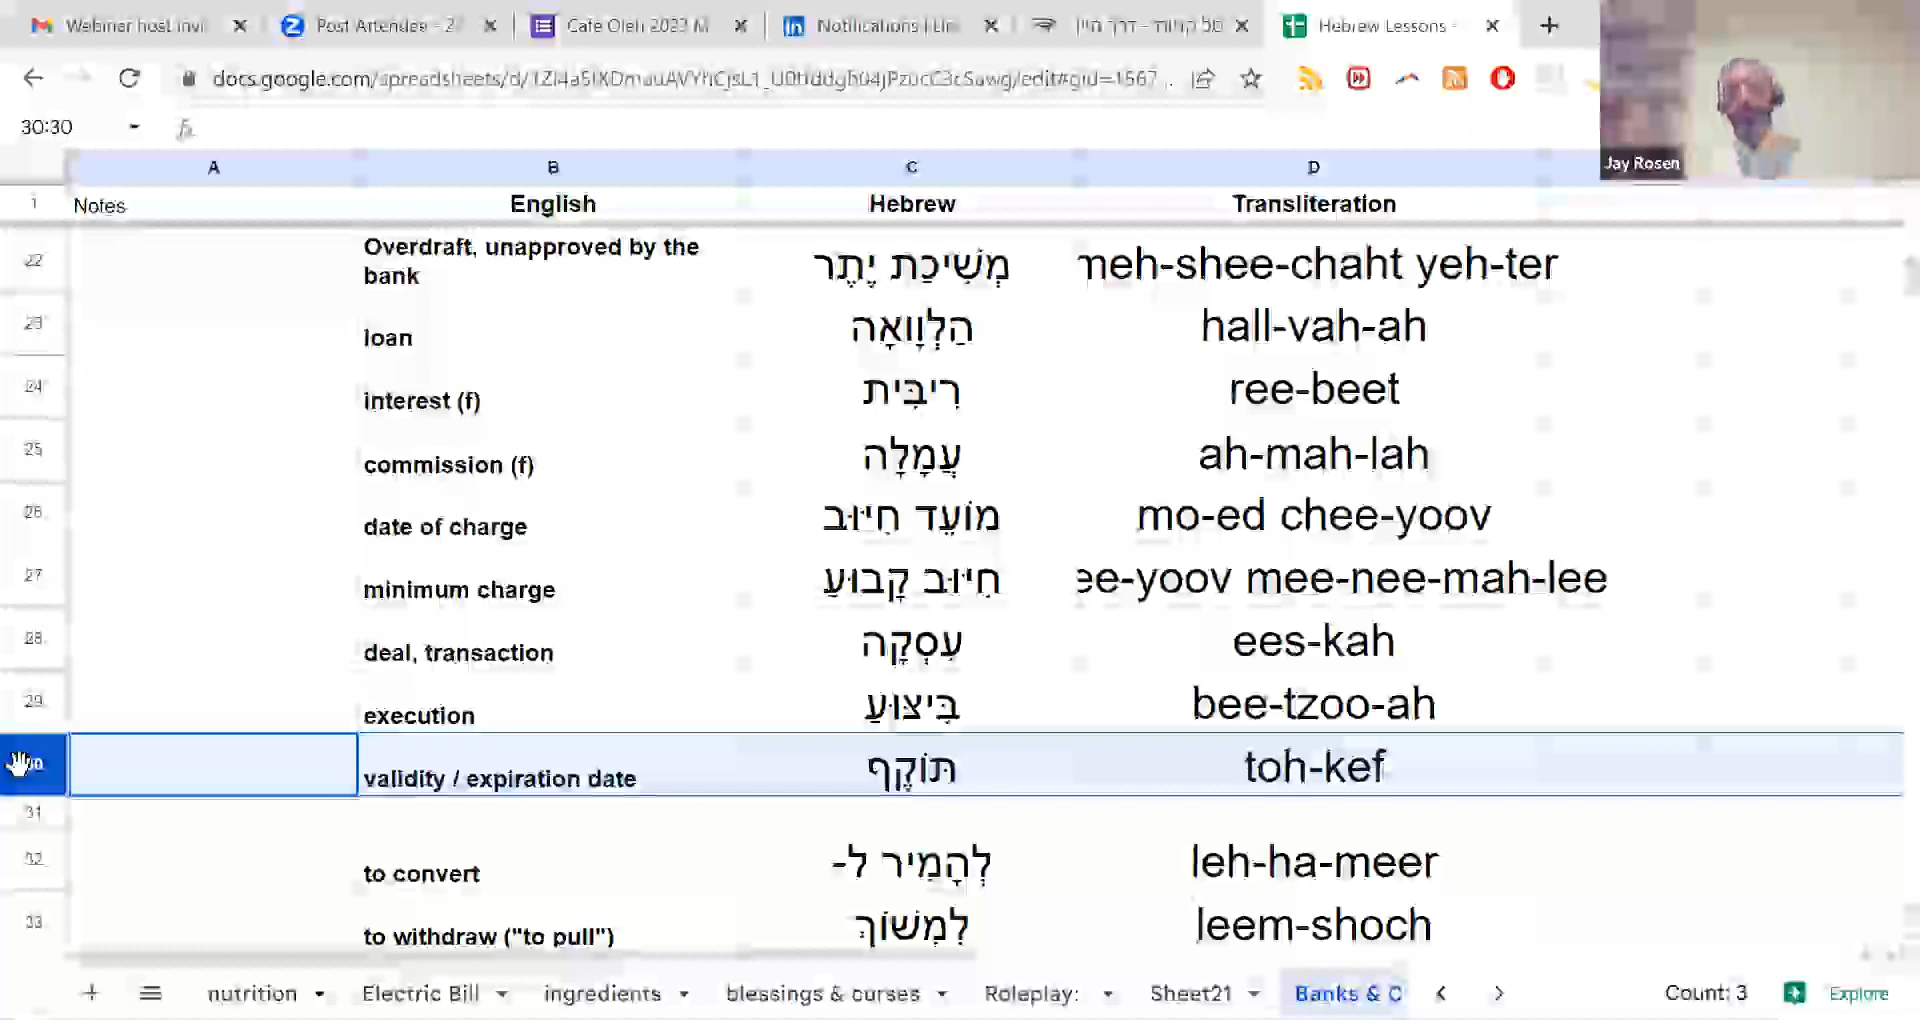 Webinar host invi
Post Attendee - 2
Cafe Oleh 2023 M
Notifications | Lin
Hebrew Lessons -
30:30
Jay Rosen
A B C D
1 Notes English Hebrew Transliteration
22 Overdraft, unapproved by the
bank מְשִׁיכַת יֶתֶר meh-shee-chaht yeh-ter
23 loan הַלְוָואָה hall-vah-ah
24 interest (f) רִיבִּית ree-beet
25 commission (f) עֲמָלָה ah-mah-lah
26 date of charge מוֹעֵד חִיּוּב mo-ed chee-yoov
27 minimum charge חִיּוּב קָבוּעַ ee-yoov mee-nee-mah-lee
28 deal, transaction עִסְקָה ees-kah
29 execution בִּיצוּעַ bee-tzoo-ah
validity / expiration date תּוֹקֶף toh-kef
31
32 to convert לְהָמִיר ל- leh-ha-meer
33 to withdraw ("to pull") לִמְשׁוֹךְ leem-shoch
nutrition Electric Bill ingredients blessings & curses Roleplay: Sheet21 Banks & C Count: 3 Explore